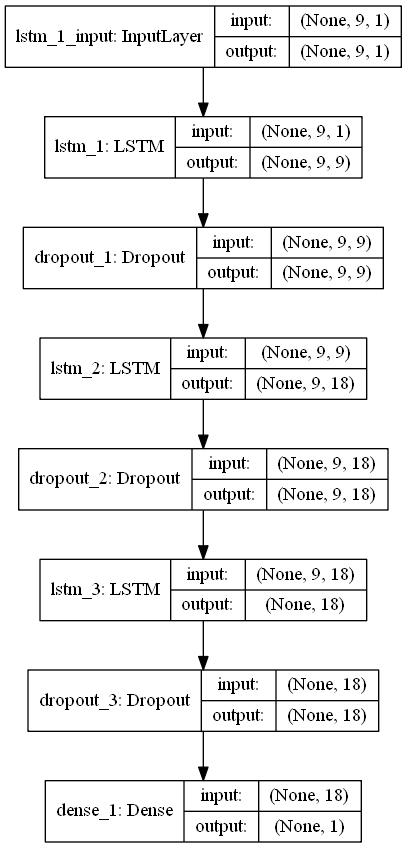 lstm_1_input: InputLayer input: (None, 9, 1)
output: (None, 9, 1)
lstm_1: LSTM input: (None, 9, 1)
output: (None, 9, 9)
dropout_1: Dropout input: (None, 9, 9)
output: (None, 9, 9)
lstm_2: LSTM input: (None, 9, 9)
output: (None, 9, 18)
dropout_2: Dropout input: (None, 9, 18)
output: (None, 9, 18)
lstm_3: LSTM input: (None, 9, 18)
output: (None, 18)
dropout_3: Dropout input: (None, 18)
output: (None, 18)
dense_1: Dense input: (None, 18)
output: (None, 1)